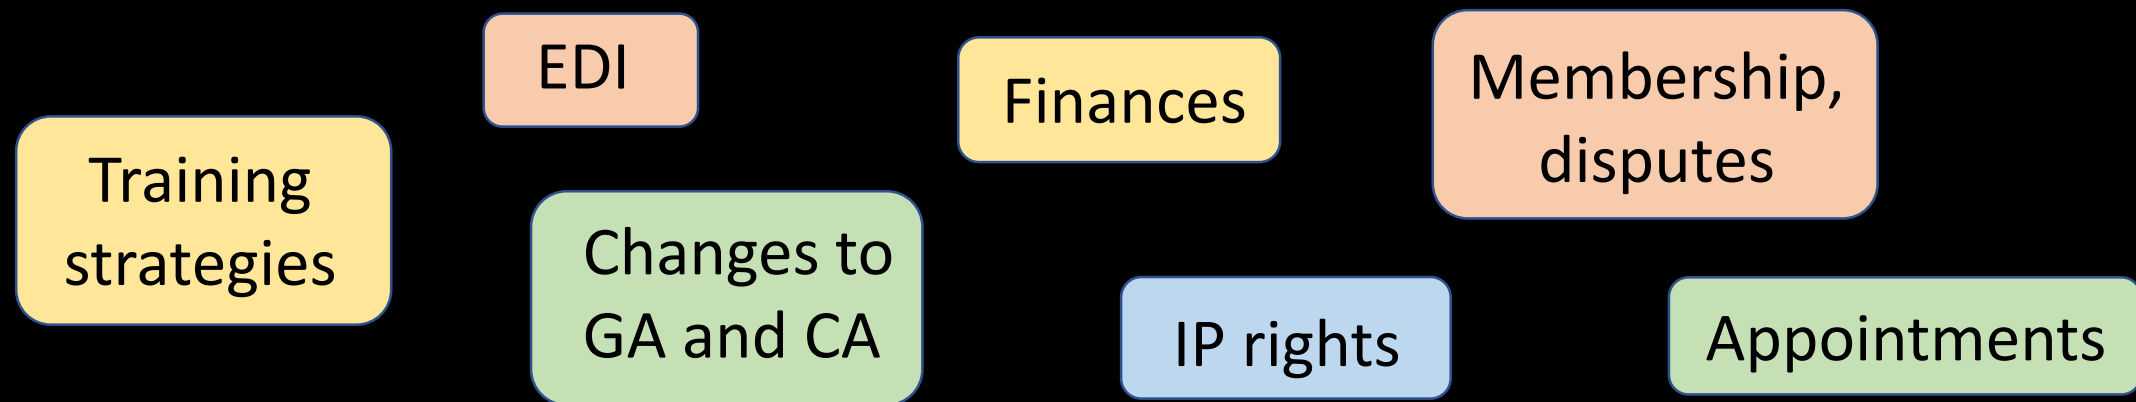 EDI
Finances
Membership,
disputes
Training
strategies
Changes to
GA and CA
IP rights
Appointments